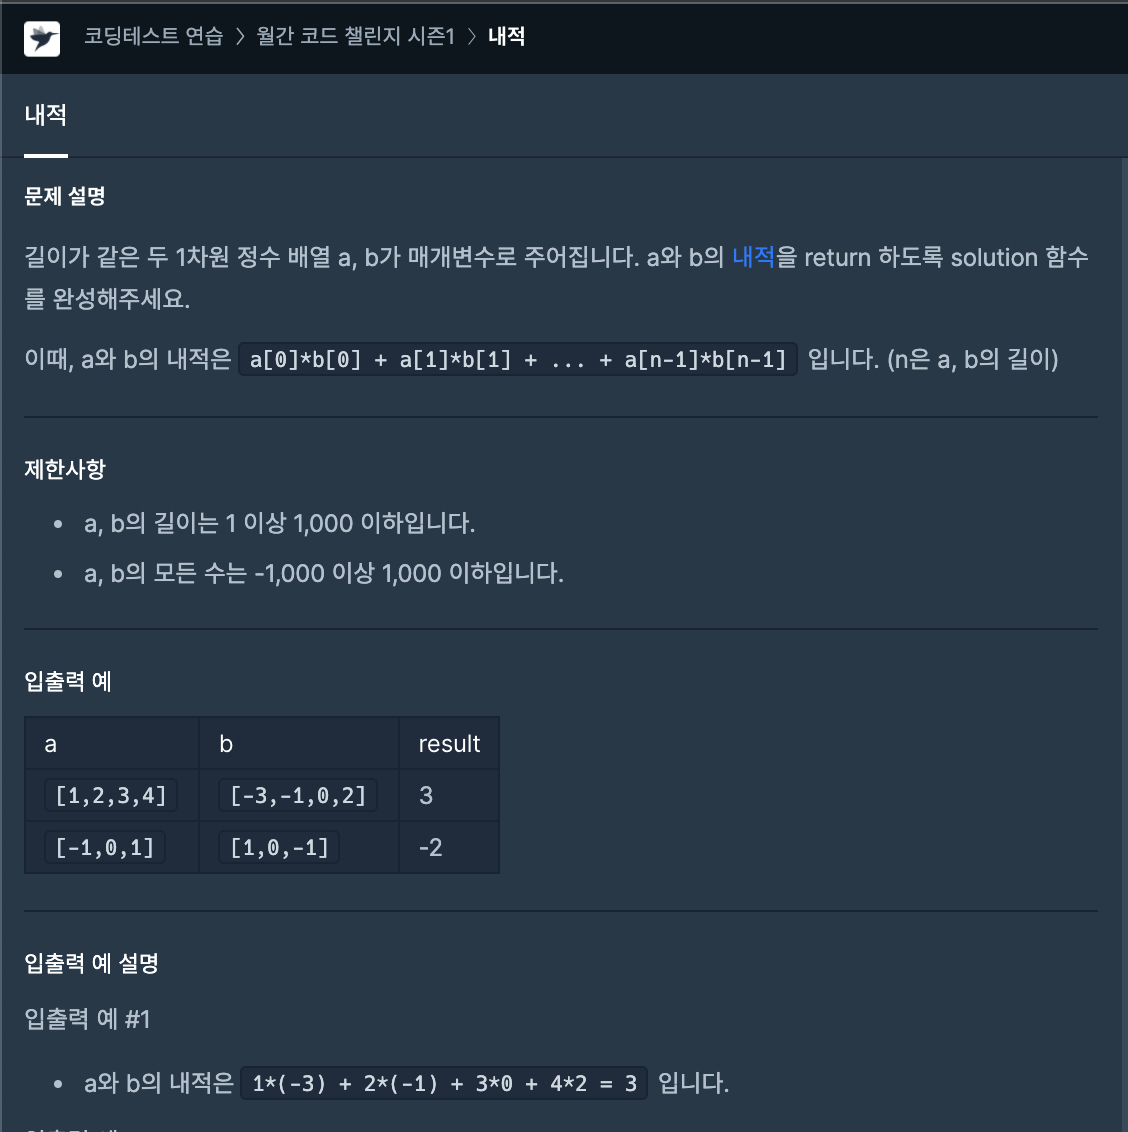 코딩테스트 연습 > 월간 코드 챌린지 시즌1 > 내적
내적
문제 설명
길이가 같은 두 1차원 정수 배열 a, b가 매개변수로 주어집니다. a와 b의 내적을 return 하도록 solution 함수
를 완성해주세요.
이때, a와 b의 내적은 a[0]*b[0] + a[1]*b[1] + ... + a[n-1]*b[n-1] 입니다. (n은 a, b의 길이)
제한사항
• a, b의 길이는 1 이상 1,000 이하입니다.
• a, b의 모든 수는 -1,000 이상 1,000 이하입니다.
입출력 예
a b result
[1,2,3,4] [-3,-1,0,2] 3
[-1,0,1] [1,0,-1] -2
입출력 예 설명
입출력 예 #1
• a와 b의 내적은 1*(-3) + 2*(-1) + 3*0 + 4*2 = 3 입니다.